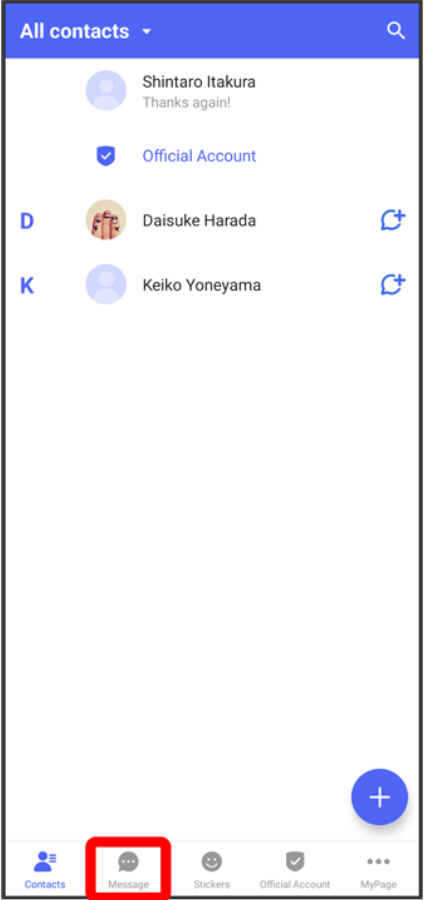 All contacts
Shintaro Itakura
Thanks again!
Official Account
D
Daisuke Harada
K
Keiko Yoneyama
Contacts
Message
Stickers
Official Account
MyPage